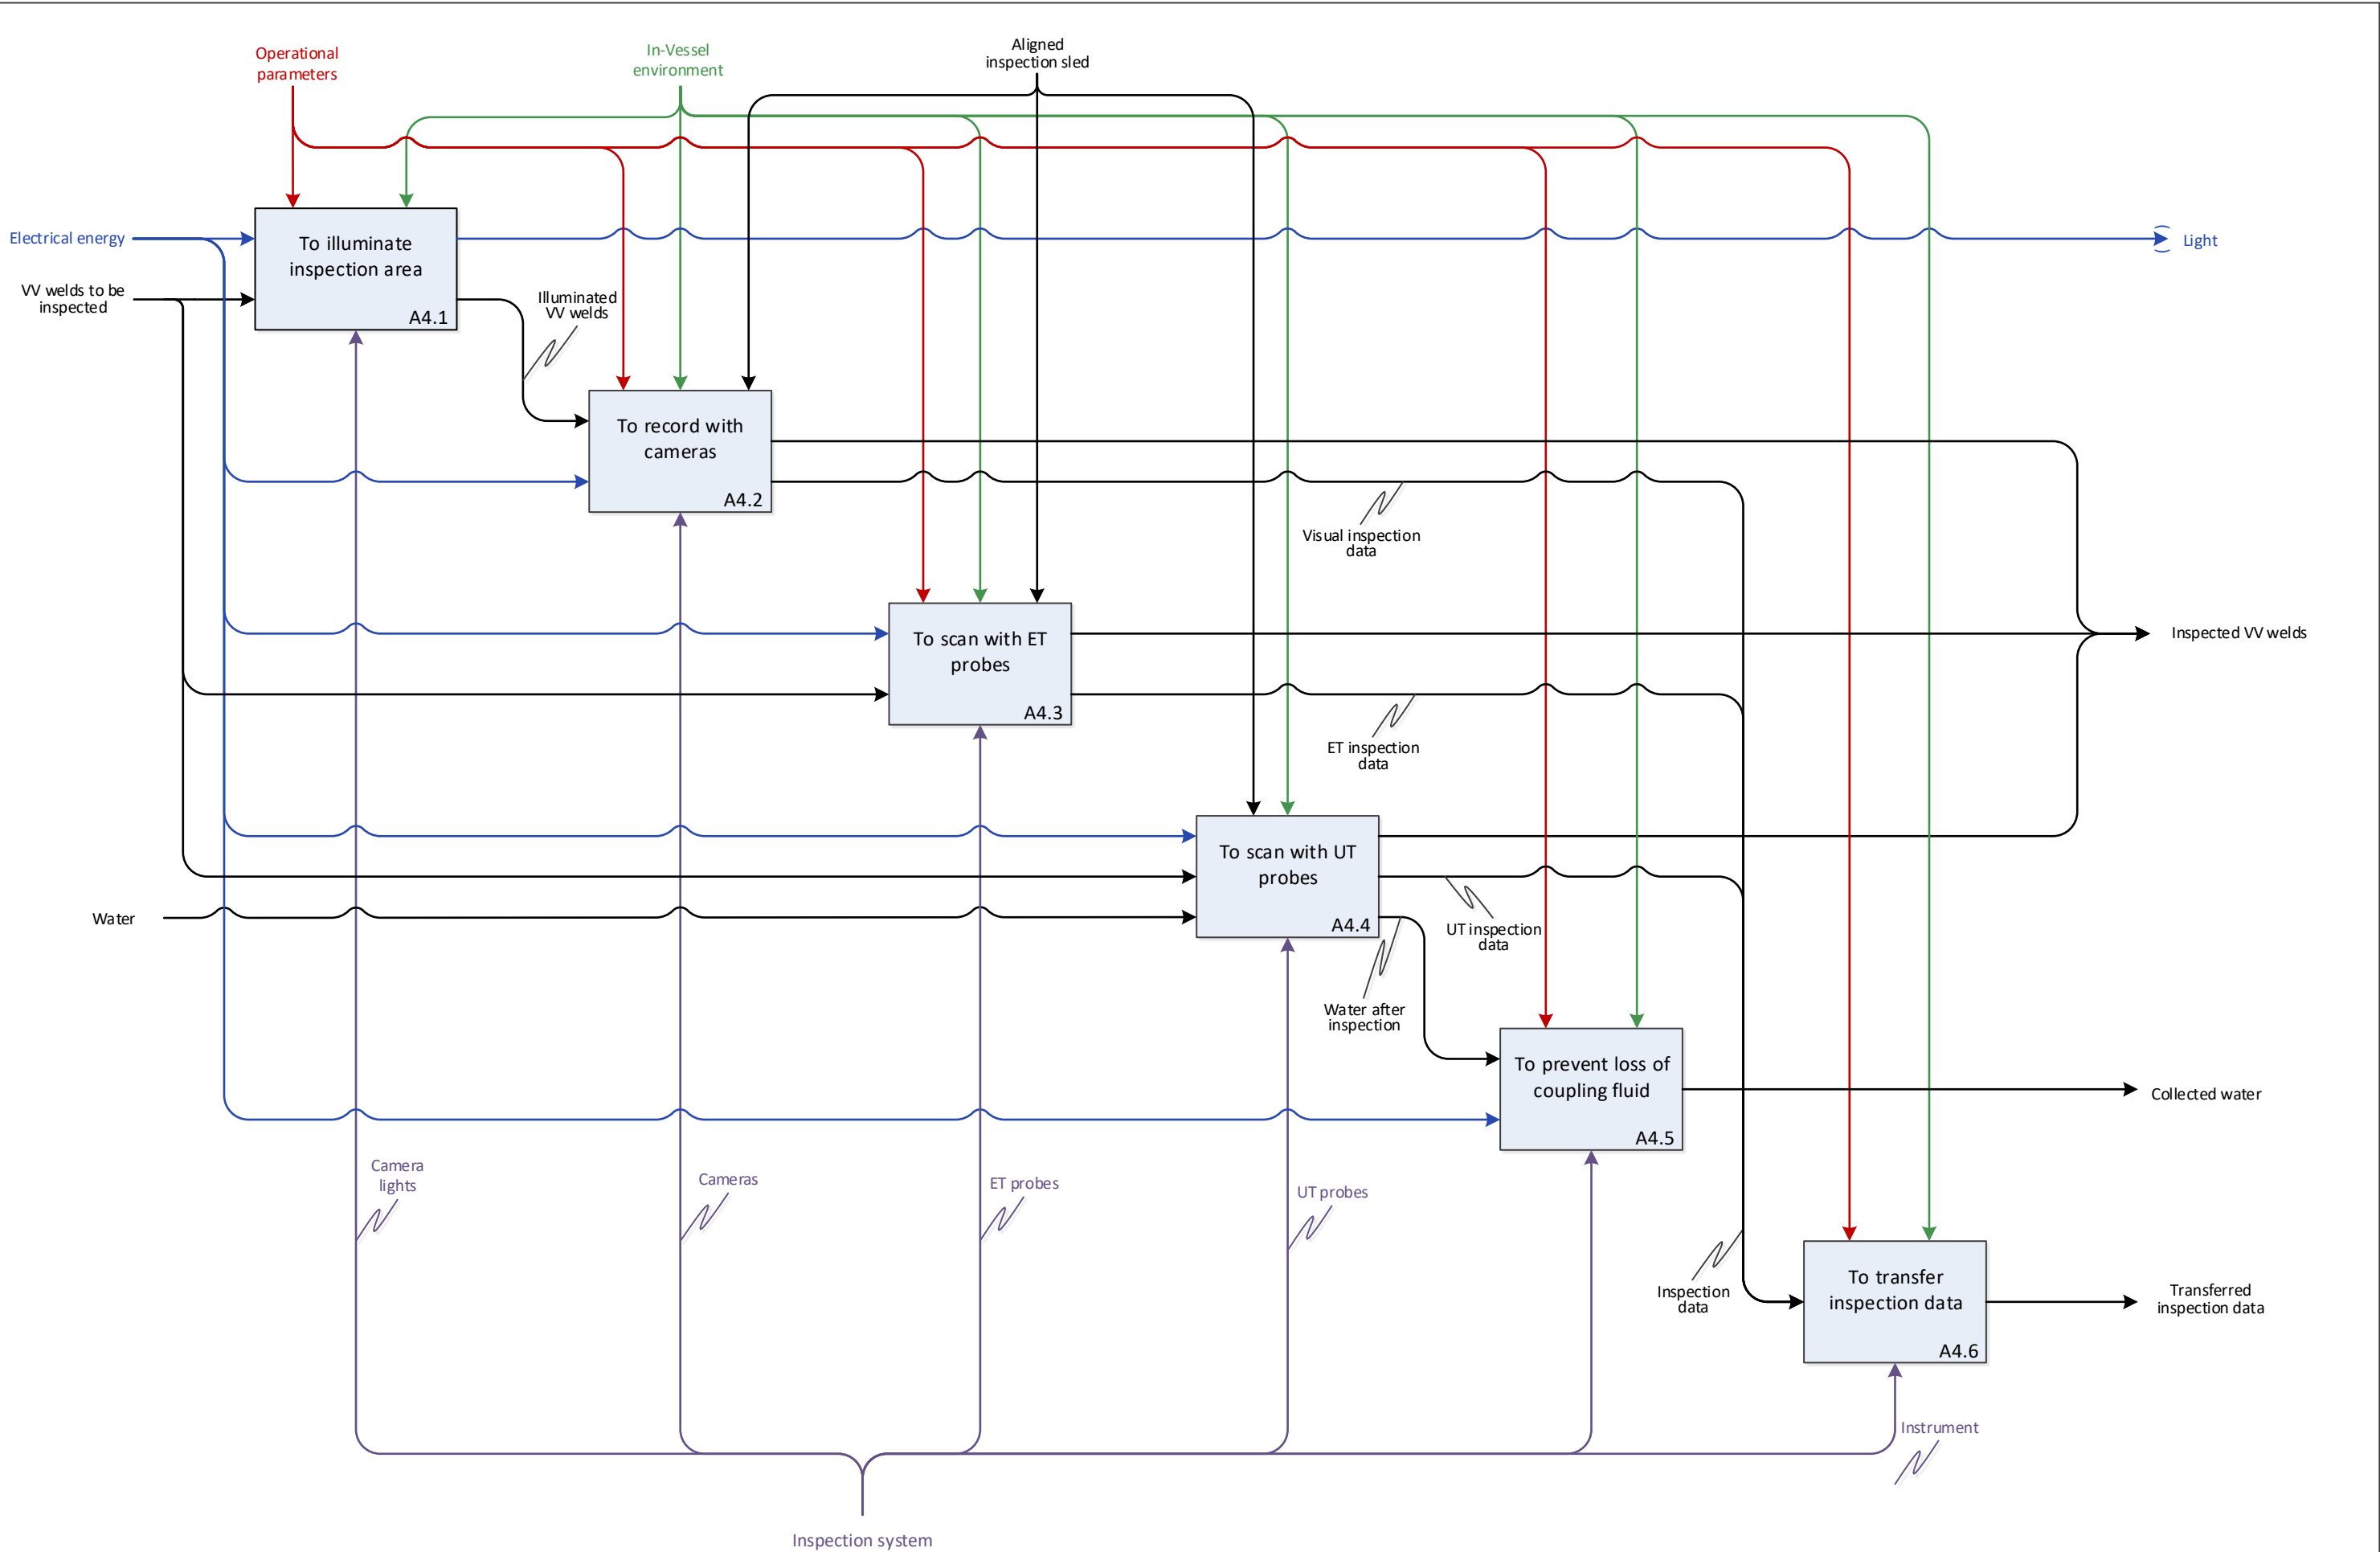 Operational
parameters
In-Vessel
environment
Aligned
inspection sled
Electrical energy
To illuminate
inspection area
A4.1
Light
VV welds to be
inspected
Illuminated
VV welds
To record with
cameras
A4.2
Visual inspection
data
To scan with ET
probes
A4.3
Inspected VV welds
ET inspection
data
To scan with UT
probes
A4.4
Water
UT inspection
data
Water after
inspection
To prevent loss of
coupling fluid
A4.5
Collected water
Camera
lights
Cameras
ET probes
UT probes
Inspection
data
To transfer
inspection data
A4.6
Transferred
inspection data
Instrument
Inspection system